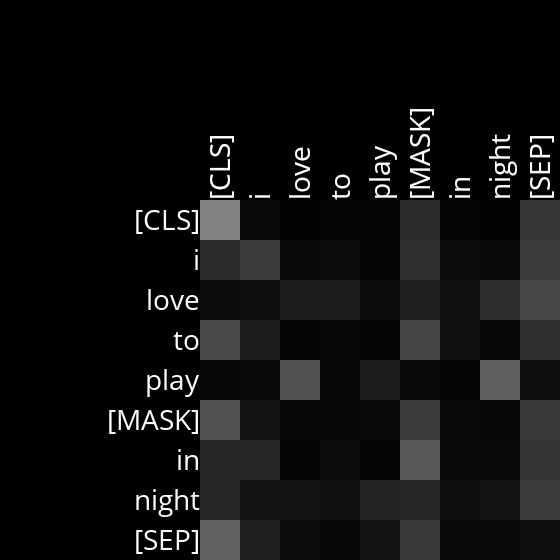 [CLS] i love to play [MASK] in night [SEP]
[CLS]
i
love
to
play
[MASK]
in
night
[SEP]